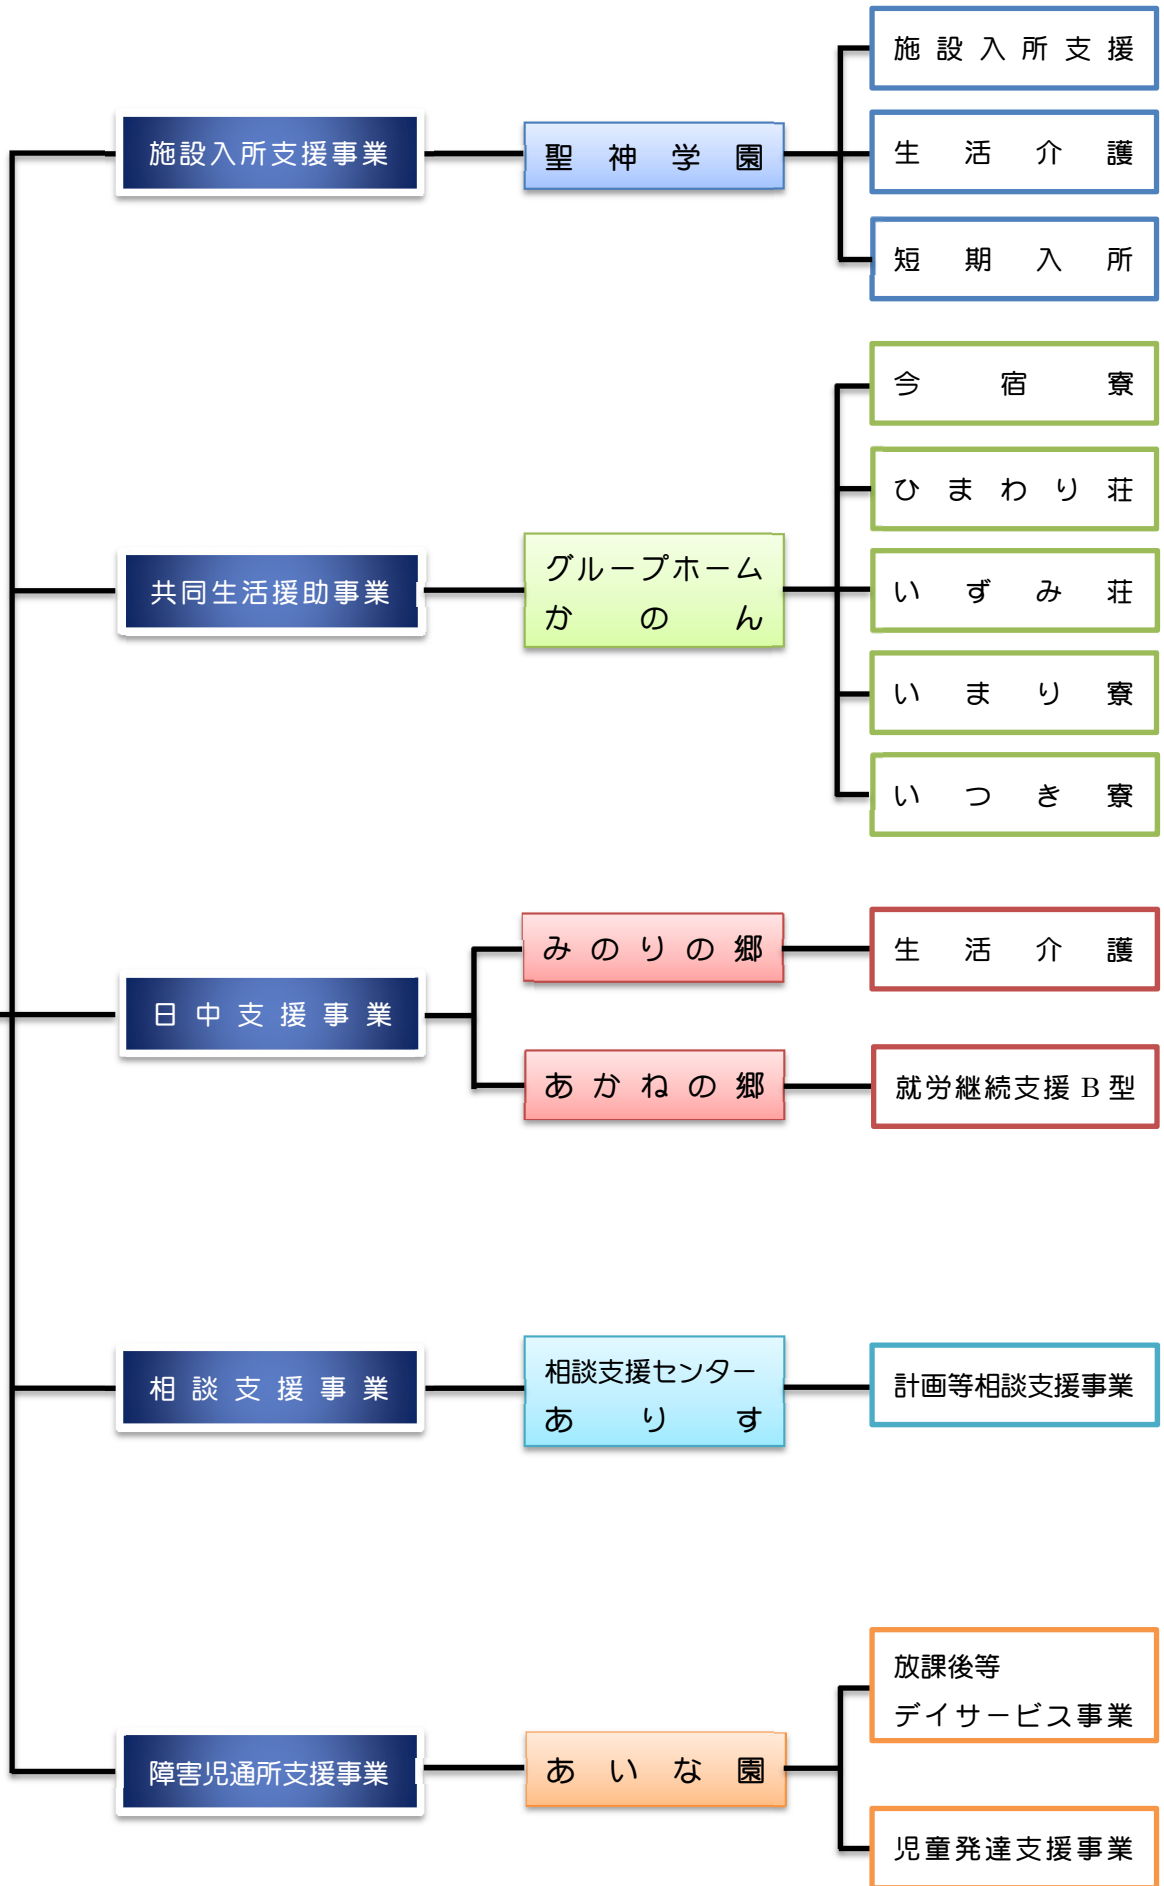 施設入所支援事業
聖神学園
施設入所支援
生活介護
短期入所
共同生活援助事業
グループホーム
かのん
今宿寮
ひまわり荘
いずみ荘
いまり寮
いつき寮
日中支援事業
みのりの郷
生活介護
あかねの郷
就労継続支援 B 型
相談支援事業
相談支援センター
ありす
計画等相談支援事業
障害児通所支援事業
あいな園
放課後等
デイサービス事業
児童発達支援事業